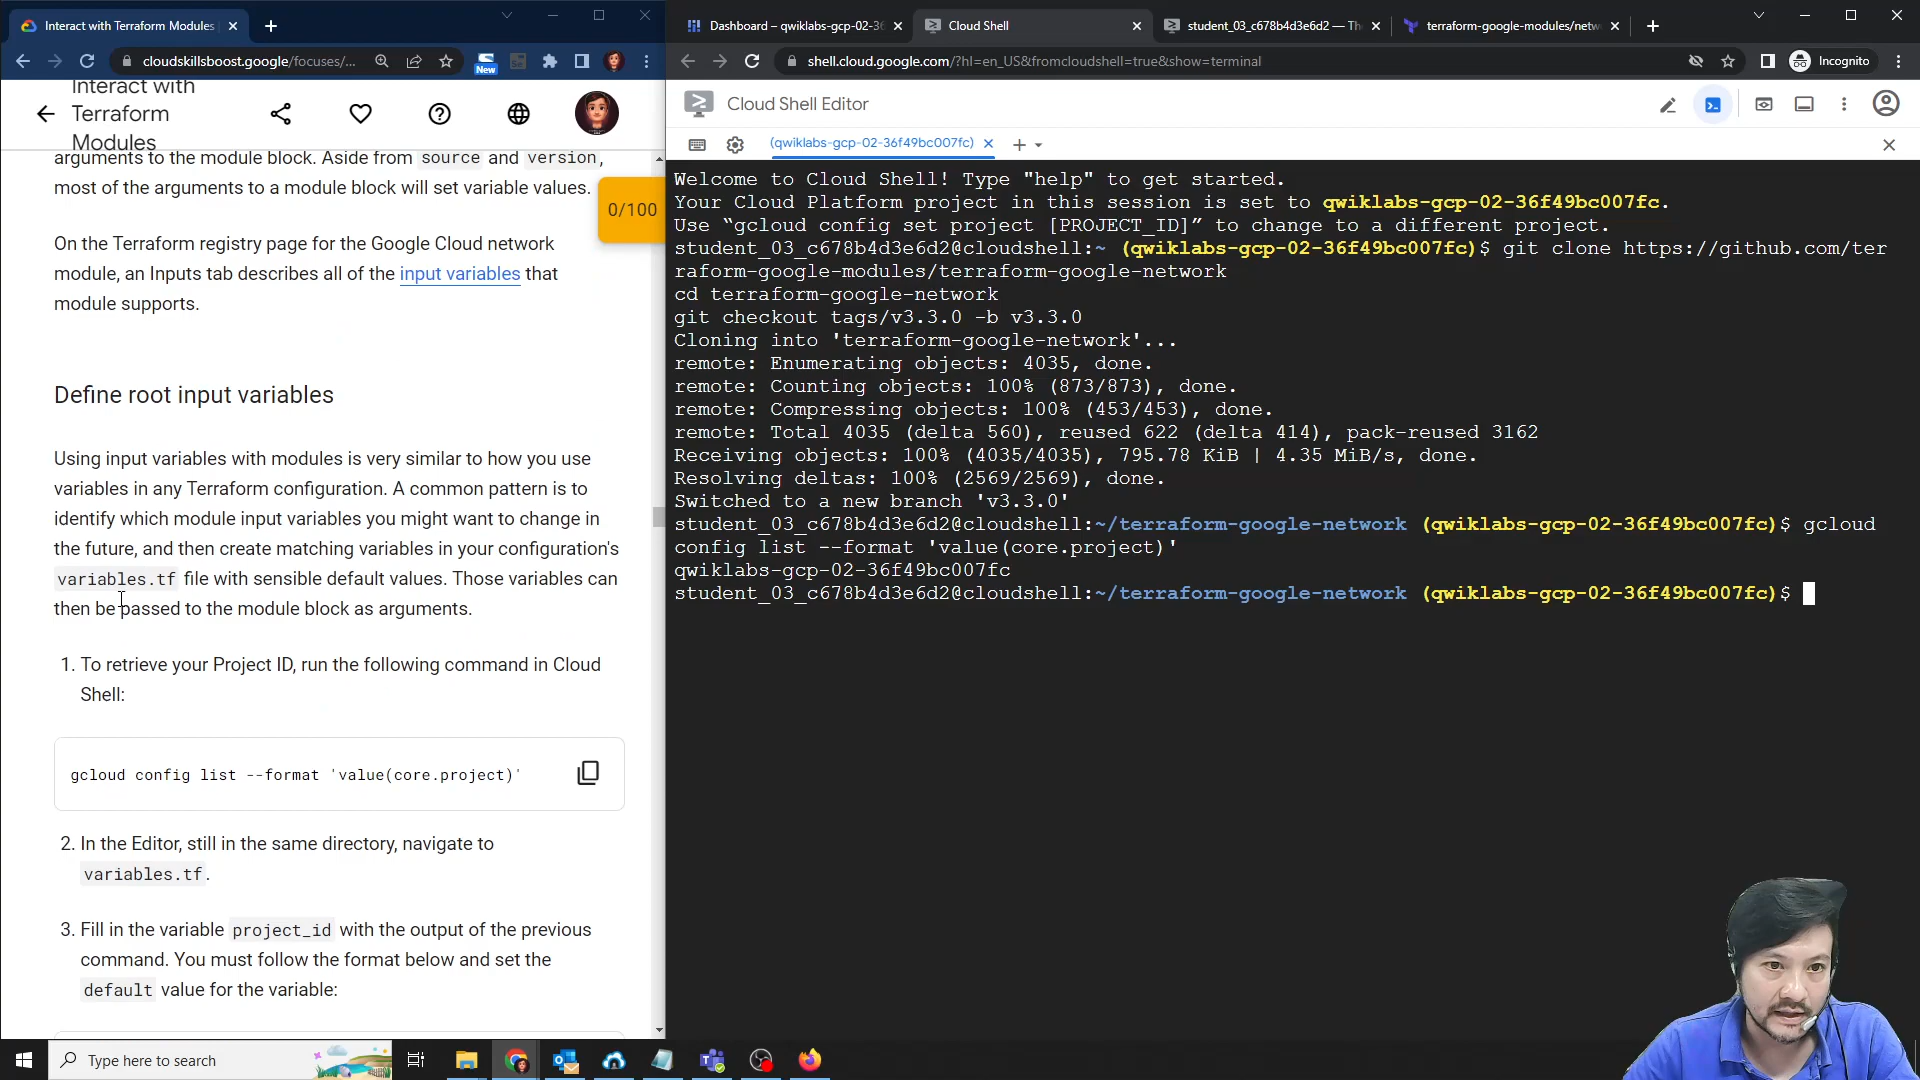 Interact with Terraform Modules
cloudskillsboost.google/focuses/...
New
Interact with
Terraform
Modules
arguments to the module block. Aside from source and version,
most of the arguments to a module block will set variable values.
0/100
On the Terraform registry page for the Google Cloud network
module, an Inputs tab describes all of the input variables that
module supports.
Define root input variables
Using input variables with modules is very similar to how you use
variables in any Terraform configuration. A common pattern is to
identify which module input variables you might want to change in
the future, and then create matching variables in your configuration's
variables.tf file with sensible default values. Those variables can
then be passed to the module block as arguments.
1. To retrieve your Project ID, run the following command in Cloud
Shell:
gcloud config list --format 'value(core.project)'
2. In the Editor, still in the same directory, navigate to
variables.tf.
3. Fill in the variable project_id with the output of the previous
command. You must follow the format below and set the
default value for the variable:
Dashboard – qwiklabs-gcp-02-36
Cloud Shell
student_03_c678b4d3e6d2 — The
terraform-google-modules/netw
shell.cloud.google.com/?hl=en_US&fromcloudshell=true&show=terminal
Incognito
Cloud Shell Editor
(qwiklabs-gcp-02-36f49bc007fc)
Welcome to Cloud Shell! Type "help" to get started.
Your Cloud Platform project in this session is set to qwiklabs-gcp-02-36f49bc007fc.
Use “gcloud config set project [PROJECT_ID]” to change to a different project.
student_03_c678b4d3e6d2@cloudshell:~ (qwiklabs-gcp-02-36f49bc007fc)$ git clone https://github.com/ter
raform-google-modules/terraform-google-network
cd terraform-google-network
git checkout tags/v3.3.0 -b v3.3.0
Cloning into 'terraform-google-network'...
remote: Enumerating objects: 4035, done.
remote: Counting objects: 100% (873/873), done.
remote: Compressing objects: 100% (453/453), done.
remote: Total 4035 (delta 560), reused 622 (delta 414), pack-reused 3162
Receiving objects: 100% (4035/4035), 795.78 KiB | 4.35 MiB/s, done.
Resolving deltas: 100% (2569/2569), done.
Switched to a new branch 'v3.3.0'
student_03_c678b4d3e6d2@cloudshell:~/terraform-google-network (qwiklabs-gcp-02-36f49bc007fc)$ gcloud
config list --format 'value(core.project)'
qwiklabs-gcp-02-36f49bc007fc
student_03_c678b4d3e6d2@cloudshell:~/terraform-google-network (qwiklabs-gcp-02-36f49bc007fc)$
Type here to search